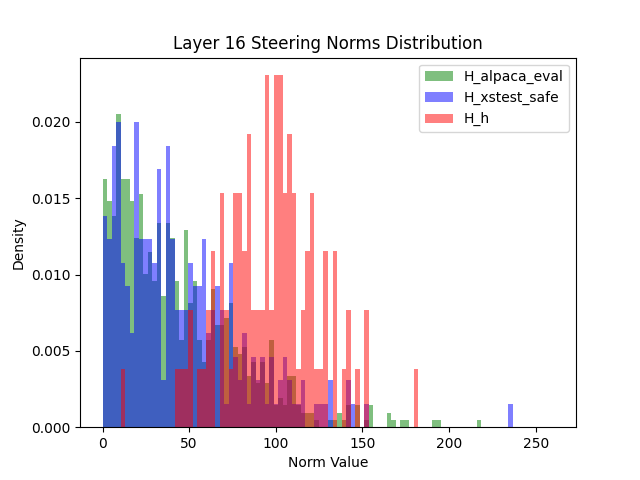 Layer 16 Steering Norms Distribution
H_alpaca_eval
H_xstest_safe
H_h
0.020
0.015
0.010
0.005
0.000
Density
0
50
100
150
200
250
Norm Value